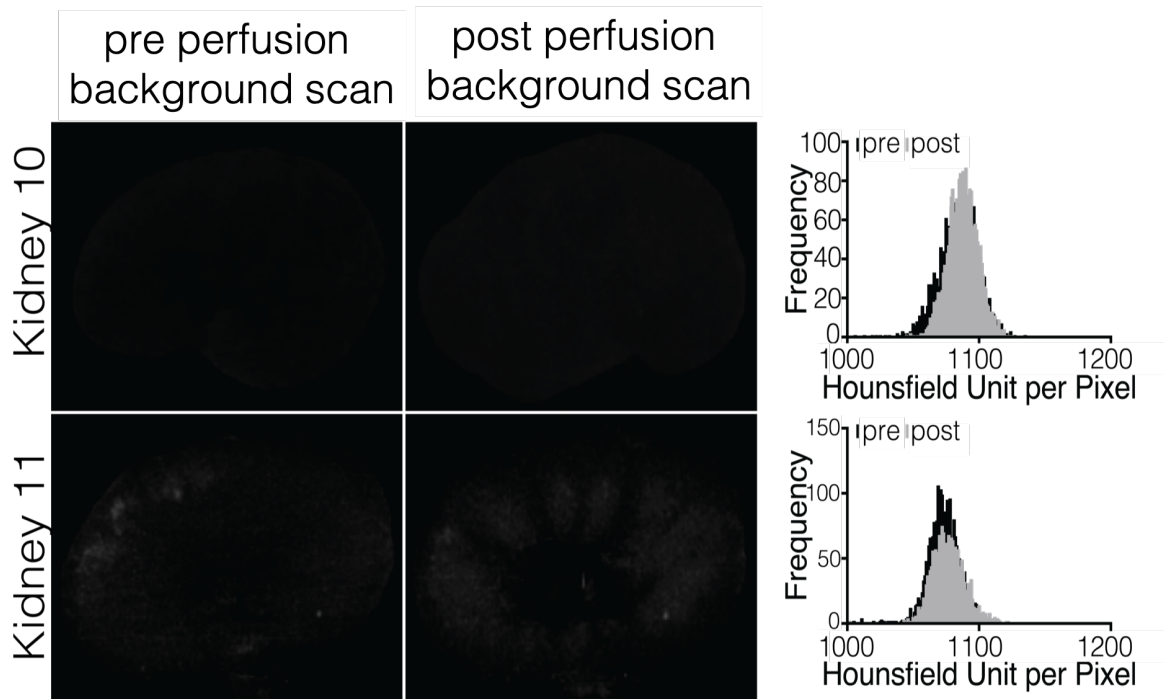 pre perfusion
background scan
post perfusion
background scan
Kidney 10
Frequency
100
80
60
40
20
0
pre post
1000 1100 1200
Hounsfield Unit per Pixel
Kidney 11
Frequency
150
100
50
0
pre post
1000 1100 1200
Hounsfield Unit per Pixel